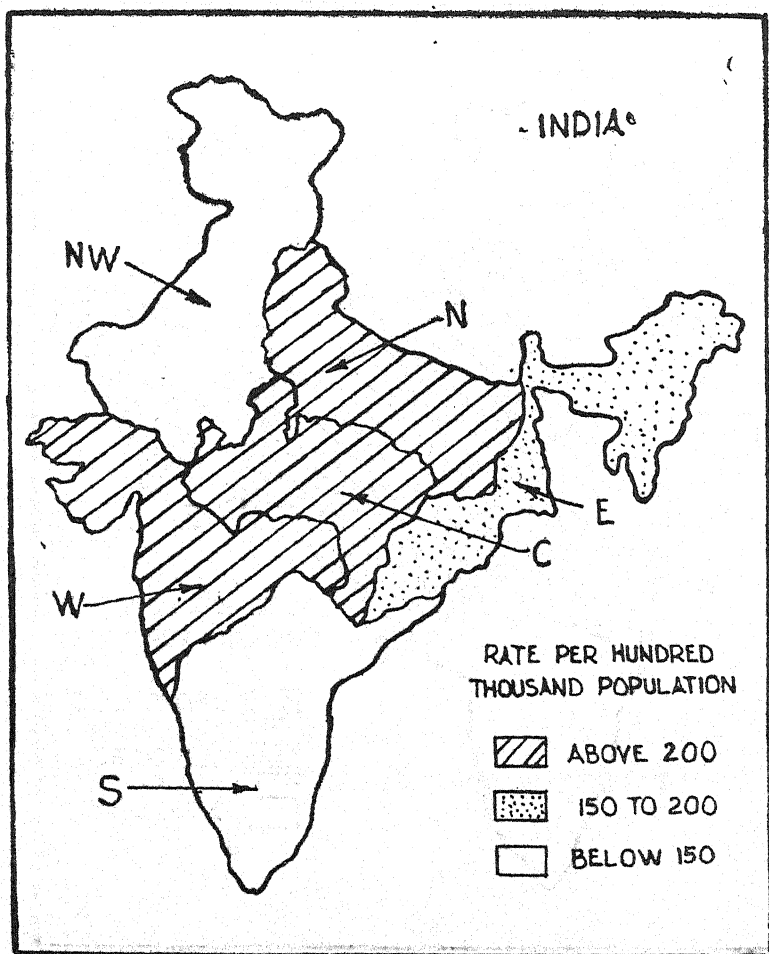 INDIA
NW
N
E
C
W
S
RATE PER HUNDRED
THOUSAND POPULATION
ABOVE 200
150 TO 200
BELOW 150